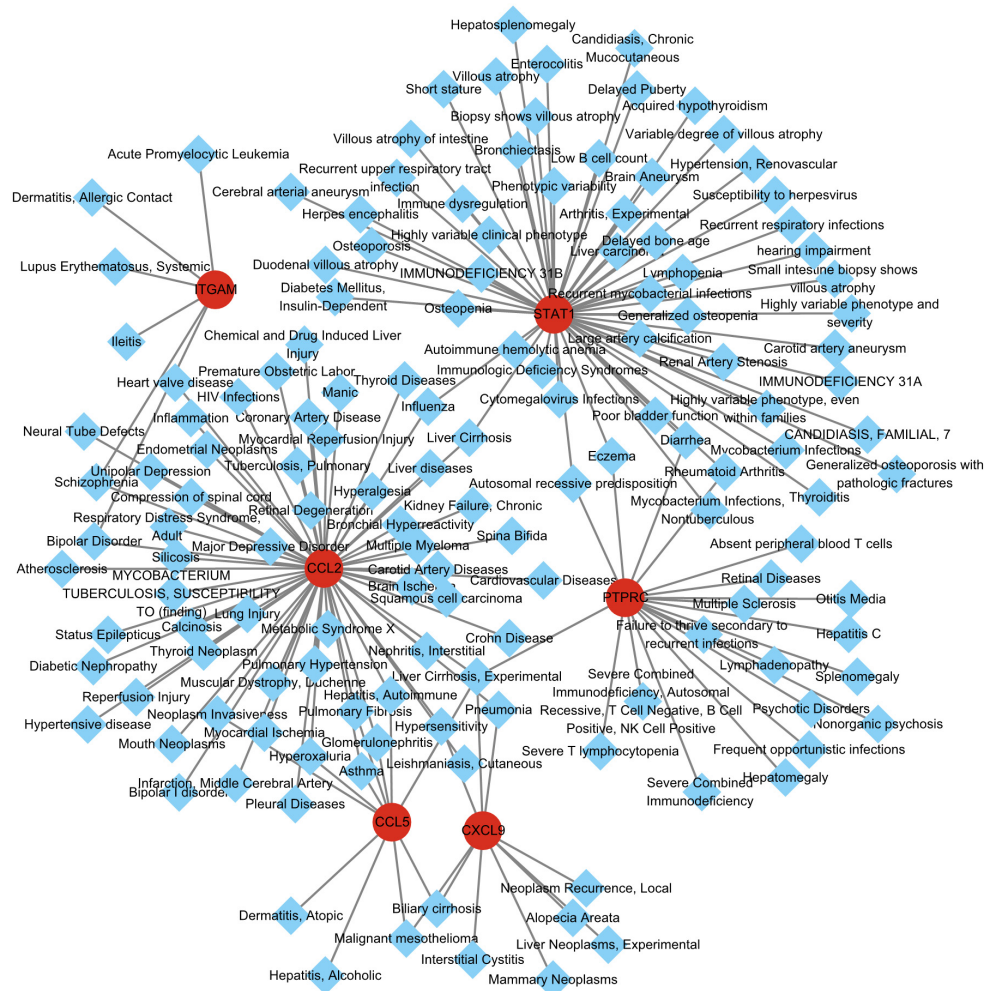 Hepatosplenomegaly
Candidiasis, Chronic
Mucocutaneous
Enterocolitis
Villous atrophy
Short stature
Delayed Puberty
Acquired hypothyroidism
Biopsy shows villous atrophy
Variable degree of villous atrophy
Villous atrophy of intestine
Bronchiectasis
Low B cell count
Hypertension, Renovascular
Acute Promyelocytic Leukemia
Recurrent upper respiratory tract
infection
Brain Aneurysm
Phenotypic variability
Susceptibility to herpesvirus
Dermatitis, Allergic Contact
Cerebral arterial aneurysm
Immune dysregulation
Herpes encephalitis
Arthritis, Experimental
Recurrent respiratory infections
Highly variable clinical phenotype
Delayed bone age
Osteoporosis
Liver
hearing impairment
Lupus Erythematosus, Systemic
Duodenal villous atrophy
IMMUNODEFICIENCY 31B
Lymphopenia
Small intesune biopsy shows
villous atrophy
ITGAM
Diabetes Mellitus,
Insulin-Dependent
Recurrent mycobacterial infections
Osteopenia
STAT1
Generalized osteopenia
Highly variable phenotype and
severity
Ileitis
Chemical and Drug Induced Liver
Injury
Large artery calcification
Autoimmune hemolytic anemia
Carotid artery aneurysm
Renal Artery Stenosis
Premature Obstetric Labor
Immunologic Deficiency Syndromes
Heart valve disease
Manic
Thyroid Diseases
IMMUNODEFICIENCY 31A
HIV Infections
Cytomegalovirus Infections
Highly variable phenotype, even
within families
Influenza
Inflammation
Coronary Artery Disease
Poor bladder function
Neural Tube Defects
CANDIDIASIS, FAMILIAL, 7
Myocardial Reperfusion Injury
Liver Cirrhosis
Diarrhea
Endometrial Neoplasms
Mycobacterium Infections
Eczema
Tuberculosis, Pulmonary
Liver diseases
Unipolar Depression
Rheumatoid Arthritis
Generalized osteoporosis with
pathologic fractures
Schizophrenia
Autosomal recessive predisposition
Hyperalgesia
Compression of spinal cord
Thyroiditis
Mycobacterium Infections,
Nontuberculous
Kidney Failure, Chronic
Retinal Degeneration
Respiratory Distress Syndrome,
Adult
Bronchial Hyperreactivity
Spina Bifida
Bipolar Disorder
Absent peripheral blood T cells
Major Depressive Disorder
Multiple Myeloma
Silicosis
Atherosclerosis
CCL2
Carotid Artery Diseases
MYCOBACTERIUM
TUBERCULOSIS, SUSCEPTIBILITY
TO (finding)
Brain
Cardiovascular Diseases
Retinal Diseases
Squamous cell carcinoma
PTPRC
Multiple Sclerosis
Otitis Media
Lung Injury
Calcinosis
Metabolic Syndrome X
Failure to thrive secondary to
recurrent infections
Status Epilepticus
Crohn Disease
Hepatitis C
Thyroid Neoplasm
Nephritis, Interstitial
Diabetic Nephropathy
Pulmonary Hypertension
Lymphadenopathy
Liver Cirrhosis, Experimental
Severe Combined
Immunodeficiency, Autosomal
Recessive, T Cell Negative, B Cell
Positive, NK Cell Positive
Splenomegaly
Muscular Dystrophy, Duchenne
Reperfusion Injury
Hepatitis, Autoimmune
Psychotic Disorders
Neoplasm Invasiveness
Pulmonary Fibrosis
Pneumonia
Hypertensive disease
Nonorganic psychosis
Myocardial Ischemia
Hypersensitivity
Mouth Neoplasms
Glomerulonephritis
Severe T lymphocytopenia
Frequent opportunistic infections
Hyperoxaluria
Leishmaniasis, Cutaneous
Asthma
Hepatomegaly
Infarction, Middle Cerebral Artery
Bipolar I disorder
Severe Combined
Immunodeficiency
Pleural Diseases
CCL5
CXCL9
Neoplasm Recurrence, Local
Biliary cirrhosis
Dermatitis, Atopic
Alopecia Areata
Malignant mesothelioma
Liver Neoplasms, Experimental
Interstitial Cystitis
Hepatitis, Alcoholic
Mammary Neoplasms